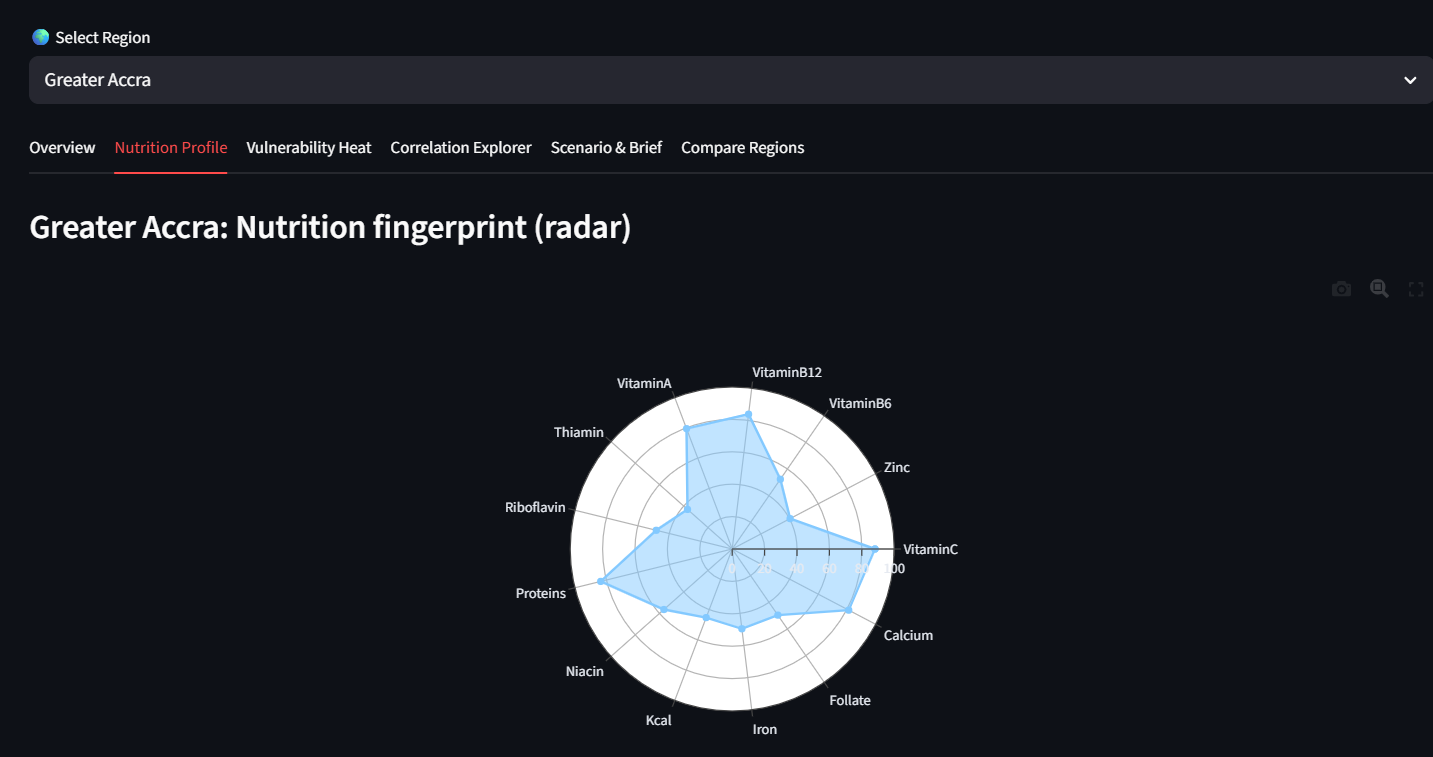 Select Region
Greater Accra
Overview Nutrition Profile Vulnerability Heat Correlation Explorer Scenario & Brief Compare Regions
Greater Accra: Nutrition fingerprint (radar)
VitaminB12
VitaminA
VitaminB6
Thiamin
Zinc
Riboflavin
VitaminC
0 20 40 60 80 100
Proteins
Calcium
Niacin
Follate
Kcal
Iron